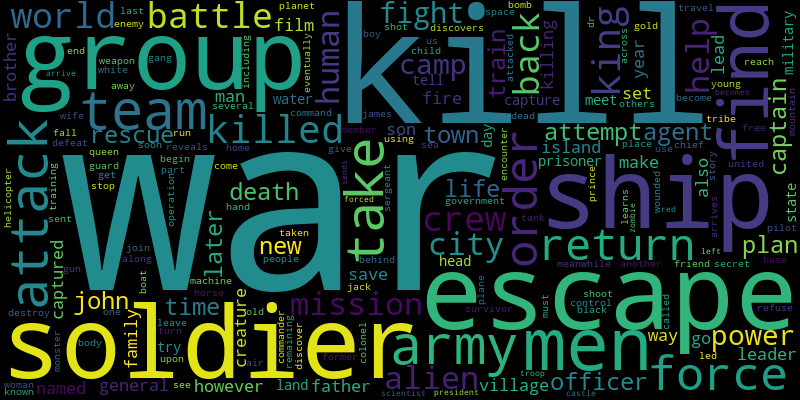 world
last
enemy
battle
planet
film
fight
shot
boy
us
child
discovers
space
bomb
travel
gold
dr
across
year
military
brother
end
weapon
white
away
gang
several
including
eventually
human
group
kill
camp
tell
fire
train
back
attacked
killing
capture
dead
king
help
lead
find
young
reach
become
becomes
others
set
meet
captain
arrive
wife
team
man
water
command
james
son
town
day
attempt
agent
tribe
free
mountain
attack
fall
defeat
rescue
run
soon
reveals
killed
home
member
give
using
sea
order
encounter
island
prisoner
place
use
chief
story
united
also
make
helicopter
queen
guard
get
stop
training
begin
part
operation
come
war
death
hand
sends
forced
take
sergeant
life
government
prince
wounded
learns
zombie
red
ship
arrives
pilot
state
sent
captured
join
along
boat
later
new
taken
people
behind
crew
tank
city
return
meanwhile
another
left
friend
secret
base
plan
destroy
gun
john
one
time
machine
horse
old
mission
save
jack
head
plane
survivor
escape
must
shoot
control
black
called
refuse
soldier
leave
turn
family
creature
commander
remaining
discover
air
former
colonel
army
men
way
go
power
led
leader
monster
body
try
upon
woman
known
named
general
see
however
land
father
alien
scientist
president
village
troop
officer
castle
force